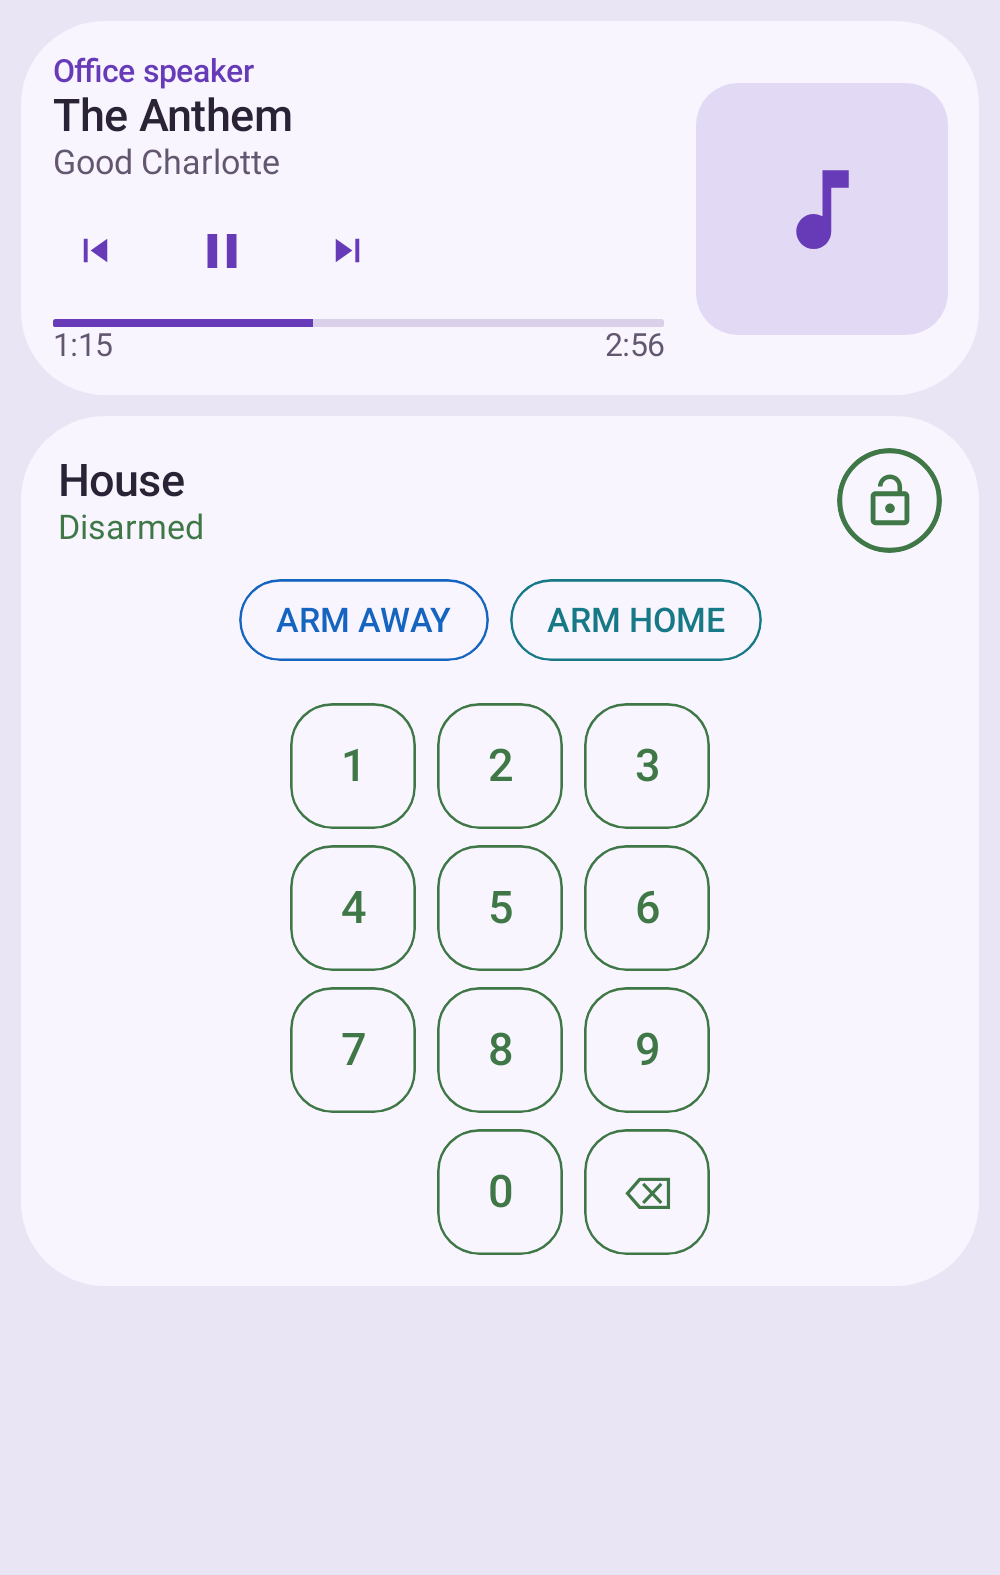 Office speaker
The Anthem
Good Charlotte
1:15 2:56
House
Disarmed
ARM AWAY ARM HOME
1 2 3
4 5 6
7 8 9
0